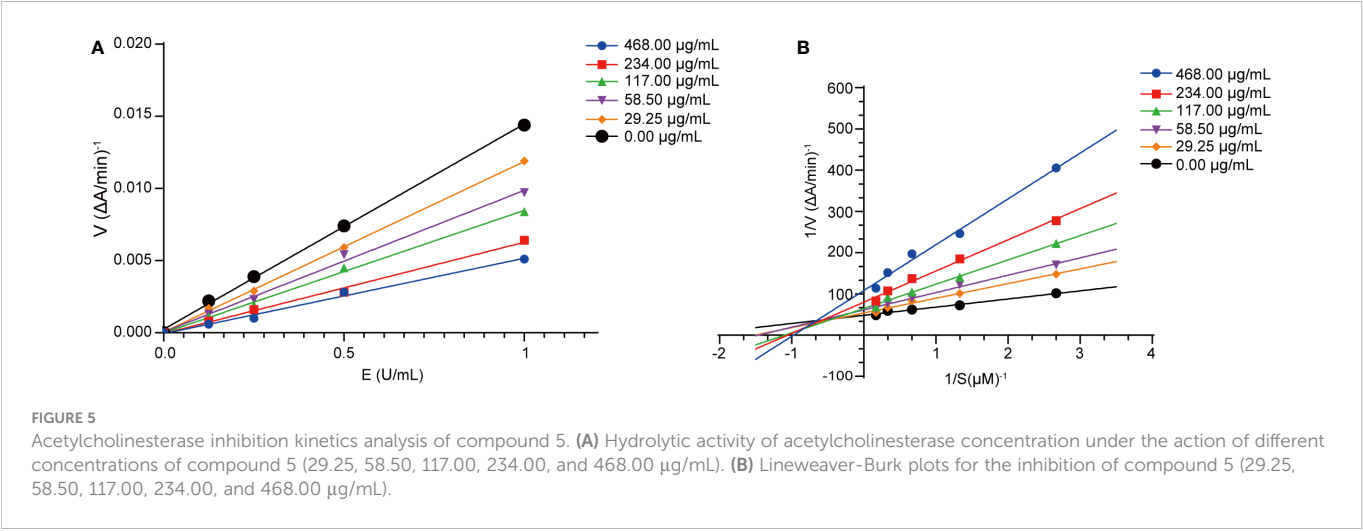 A
0.020
0.015
0.010
0.005
0.000
V (ΔA/min)-1
0.0
0.5
1
E (U/mL)
468.00 μg/mL
234.00 μg/mL
117.00 μg/mL
58.50 μg/mL
29.25 μg/mL
0.00 μg/mL
B
600
500
400
300
200
100
-100
1/V (ΔA/min)-1
-2
-1
1
2
3
4
1/S(μM)-1
468.00 μg/mL
234.00 μg/mL
117.00 μg/mL
58.50 μg/mL
29.25 μg/mL
0.00 μg/mL
FIGURE 5
Acetylcholinesterase inhibition kinetics analysis of compound 5. (A) Hydrolytic activity of acetylcholinesterase concentration under the action of different
concentrations of compound 5 (29.25, 58.50, 117.00, 234.00, and 468.00 μg/mL). (B) Lineweaver-Burk plots for the inhibition of compound 5 (29.25,
58.50, 117.00, 234.00, and 468.00 μg/mL).